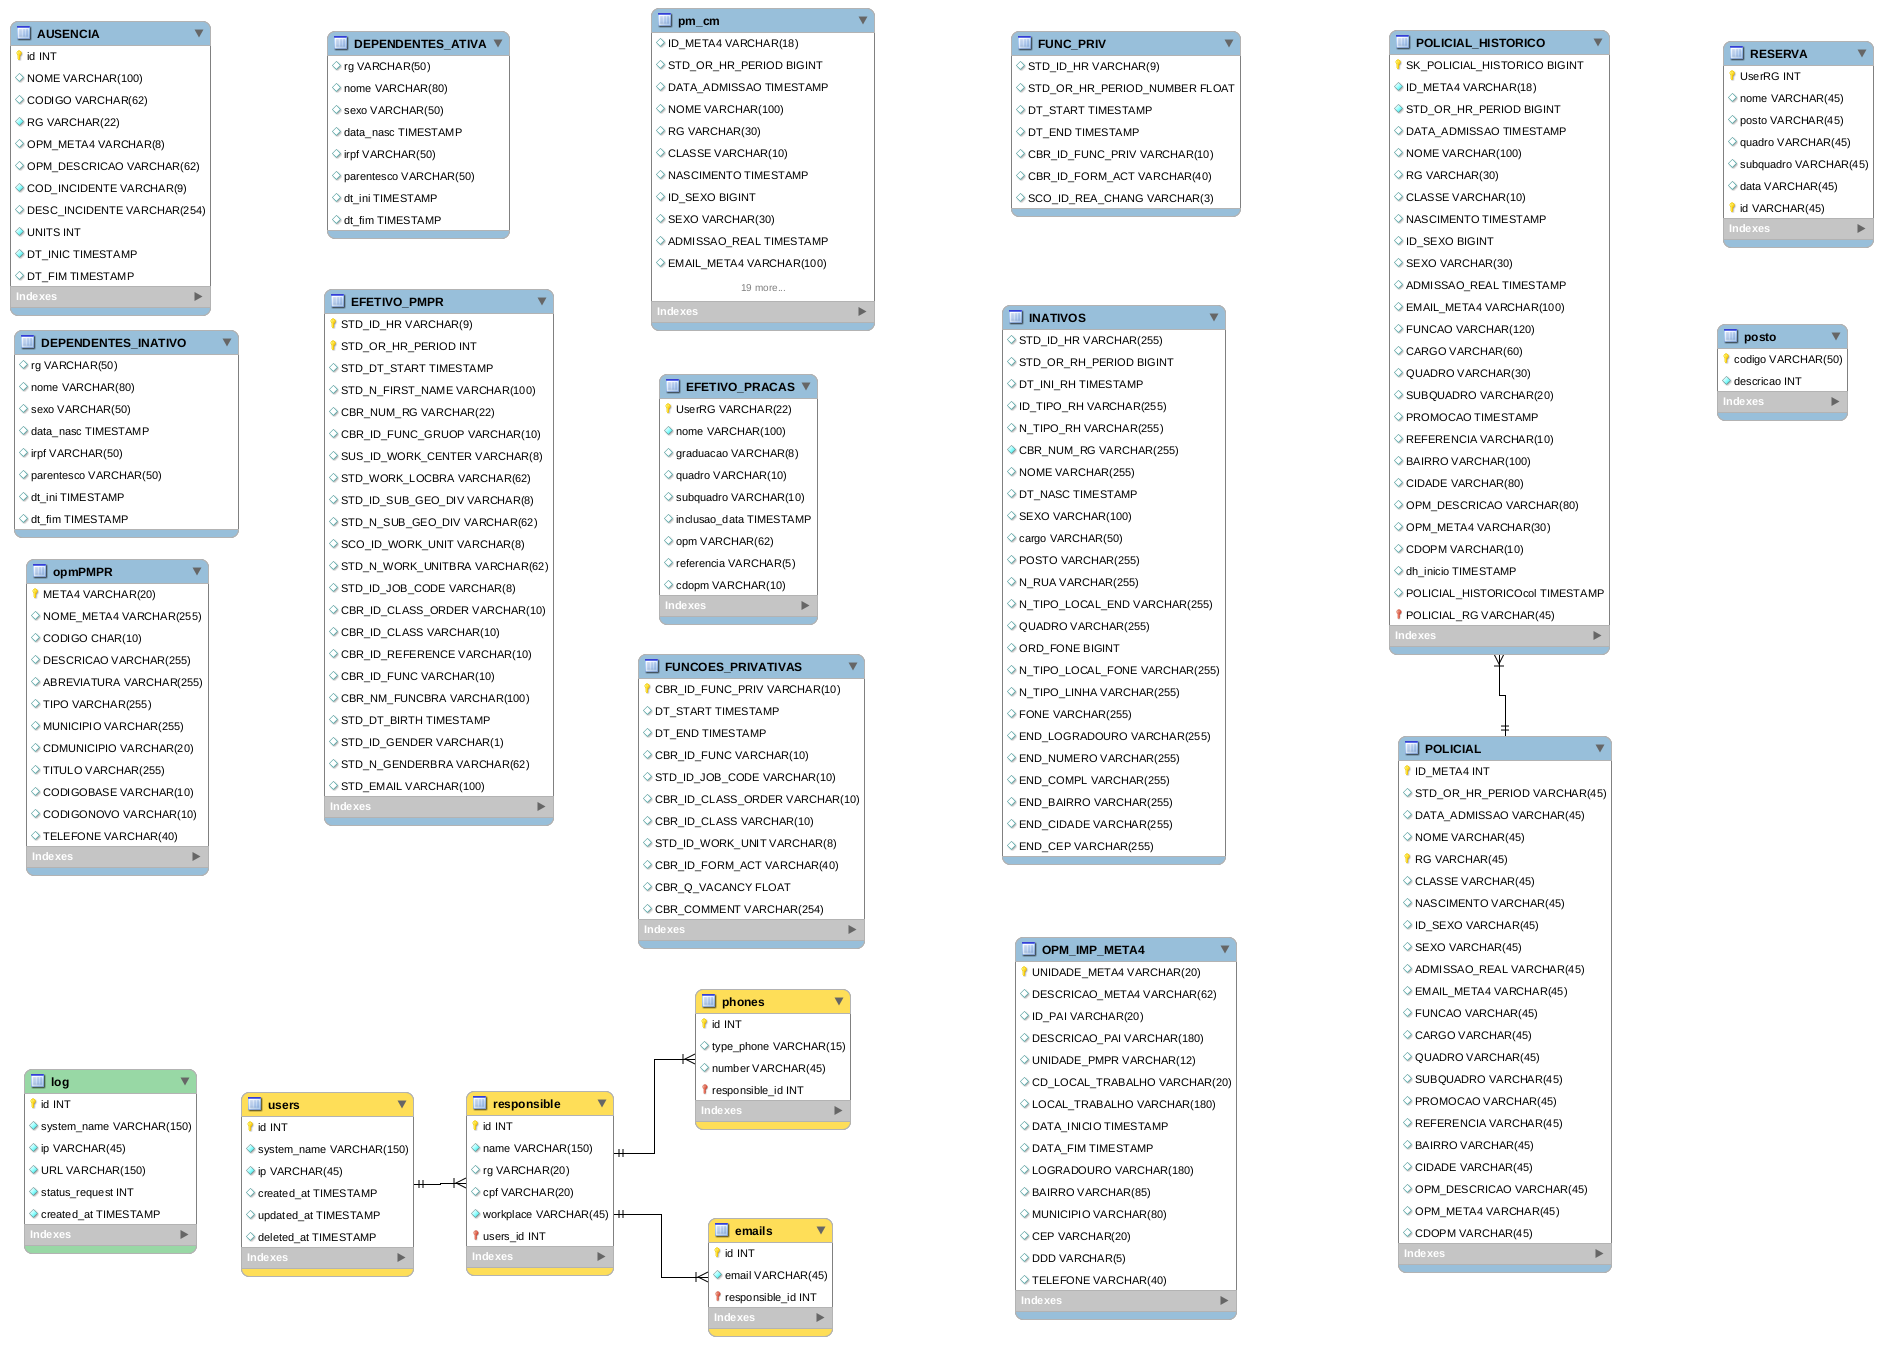 AUSENCIA
id INT
NOME VARCHAR(100)
CODIGO VARCHAR(62)
RG VARCHAR(22)
OPM_META4 VARCHAR(8)
OPM_DESCRICAO VARCHAR(62)
COD_INCIDENTE VARCHAR(9)
DESC_INCIDENTE VARCHAR(254)
UNITS INT
DT_INIC TIMESTAMP
DT_FIM TIMESTAMP
Indexes
DEPENDENTES_INATIVO
rg VARCHAR(50)
nome VARCHAR(80)
sexo VARCHAR(50)
data_nasc TIMESTAMP
irpf VARCHAR(50)
parentesco VARCHAR(50)
dt_ini TIMESTAMP
dt_fim TIMESTAMP
opmPMPR
META4 VARCHAR(20)
NOME_META4 VARCHAR(255)
CODIGO CHAR(10)
DESCRICAO VARCHAR(255)
ABREVIATURA VARCHAR(255)
TIPO VARCHAR(255)
MUNICIPIO VARCHAR(255)
CDMUNICIPIO VARCHAR(20)
TITULO VARCHAR(255)
CODIGOBASE VARCHAR(10)
CODIGONOVO VARCHAR(10)
TELEFONE VARCHAR(40)
Indexes
DEPENDENTES_ATIVA
rg VARCHAR(50)
nome VARCHAR(80)
sexo VARCHAR(50)
data_nasc TIMESTAMP
irpf VARCHAR(50)
parentesco VARCHAR(50)
dt_ini TIMESTAMP
dt_fim TIMESTAMP
EFETIVO_PMPR
STD_ID_HR VARCHAR(9)
STD_OR_HR_PERIOD INT
STD_DT_START TIMESTAMP
STD_N_FIRST_NAME VARCHAR(100)
CBR_NUM_RG VARCHAR(22)
CBR_ID_FUNC_GRUOP VARCHAR(10)
SUS_ID_WORK_CENTER VARCHAR(8)
STD_WORK_LOCBRA VARCHAR(62)
STD_ID_SUB_GEO_DIV VARCHAR(8)
STD_N_SUB_GEO_DIV VARCHAR(62)
SCO_ID_WORK_UNIT VARCHAR(8)
STD_N_WORK_UNITBRA VARCHAR(62)
STD_ID_JOB_CODE VARCHAR(8)
CBR_ID_CLASS_ORDER VARCHAR(10)
CBR_ID_CLASS VARCHAR(10)
CBR_ID_REFERENCE VARCHAR(10)
CBR_ID_FUNC VARCHAR(10)
CBR_NM_FUNCBRA VARCHAR(100)
STD_DT_BIRTH TIMESTAMP
STD_ID_GENDER VARCHAR(1)
STD_N_GENDERBRA VARCHAR(62)
STD_EMAIL VARCHAR(100)
Indexes
pm_cm
ID_META4 VARCHAR(18)
STD_OR_HR_PERIOD BIGINT
DATA_ADMISSAO TIMESTAMP
NOME VARCHAR(100)
RG VARCHAR(30)
CLASSE VARCHAR(10)
NASCIMENTO TIMESTAMP
ID_SEXO BIGINT
SEXO VARCHAR(30)
ADMISSAO_REAL TIMESTAMP
EMAIL_META4 VARCHAR(100)
19 more...
Indexes
EFETIVO_PRACAS
UserRG VARCHAR(22)
nome VARCHAR(100)
graduacao VARCHAR(8)
quadro VARCHAR(10)
subquadro VARCHAR(10)
inclusao_data TIMESTAMP
opm VARCHAR(62)
referencia VARCHAR(5)
cdopm VARCHAR(10)
Indexes
FUNCOES_PRIVATIVAS
CBR_ID_FUNC_PRIV VARCHAR(10)
DT_START TIMESTAMP
DT_END TIMESTAMP
CBR_ID_FUNC VARCHAR(10)
STD_ID_JOB_CODE VARCHAR(10)
CBR_ID_CLASS_ORDER VARCHAR(10)
CBR_ID_CLASS VARCHAR(10)
STD_ID_WORK_UNIT VARCHAR(8)
CBR_ID_FORM_ACT VARCHAR(40)
CBR_Q_VACANCY FLOAT
CBR_COMMENT VARCHAR(254)
Indexes
FUNC_PRIV
STD_ID_HR VARCHAR(9)
STD_OR_HR_PERIOD_NUMBER FLOAT
DT_START TIMESTAMP
DT_END TIMESTAMP
CBR_ID_FUNC_PRIV VARCHAR(10)
CBR_ID_FORM_ACT VARCHAR(40)
SCO_ID_REA_CHANG VARCHAR(3)
INATIVOS
STD_ID_HR VARCHAR(255)
STD_OR_RH_PERIOD BIGINT
DT_INI_RH TIMESTAMP
ID_TIPO_RH VARCHAR(255)
N_TIPO_RH VARCHAR(255)
CBR_NUM_RG VARCHAR(255)
NOME VARCHAR(255)
DT_NASC TIMESTAMP
SEXO VARCHAR(100)
cargo VARCHAR(50)
POSTO VARCHAR(255)
N_RUA VARCHAR(255)
N_TIPO_LOCAL_END VARCHAR(255)
QUADRO VARCHAR(255)
ORD_FONE BIGINT
N_TIPO_LOCAL_FONE VARCHAR(255)
N_TIPO_LINHA VARCHAR(255)
FONE VARCHAR(255)
END_LOGRADOURO VARCHAR(255)
END_NUMERO VARCHAR(255)
END_COMPL VARCHAR(255)
END_BAIRRO VARCHAR(255)
END_CIDADE VARCHAR(255)
END_CEP VARCHAR(255)
OPM_IMP_META4
UNIDADE_META4 VARCHAR(20)
DESCRICAO_META4 VARCHAR(62)
ID_PAI VARCHAR(20)
DESCRICAO_PAI VARCHAR(180)
UNIDADE_PMPR VARCHAR(12)
CD_LOCAL_TRABALHO VARCHAR(20)
LOCAL_TRABALHO VARCHAR(180)
DATA_INICIO TIMESTAMP
DATA_FIM TIMESTAMP
LOGRADOURO VARCHAR(180)
BAIRRO VARCHAR(85)
MUNICIPIO VARCHAR(80)
CEP VARCHAR(20)
DDD VARCHAR(5)
TELEFONE VARCHAR(40)
Indexes
POLICIAL_HISTORICO
SK_POLICIAL_HISTORICO BIGINT
ID_META4 VARCHAR(18)
STD_OR_HR_PERIOD BIGINT
DATA_ADMISSAO TIMESTAMP
NOME VARCHAR(100)
RG VARCHAR(30)
CLASSE VARCHAR(10)
NASCIMENTO TIMESTAMP
ID_SEXO BIGINT
SEXO VARCHAR(30)
ADMISSAO_REAL TIMESTAMP
EMAIL_META4 VARCHAR(100)
FUNCAO VARCHAR(120)
CARGO VARCHAR(60)
QUADRO VARCHAR(30)
SUBQUADRO VARCHAR(20)
PROMOCAO TIMESTAMP
REFERENCIA VARCHAR(10)
BAIRRO VARCHAR(100)
CIDADE VARCHAR(80)
OPM_DESCRICAO VARCHAR(80)
OPM_META4 VARCHAR(30)
CDOPM VARCHAR(10)
dh_inicio TIMESTAMP
POLICIAL_HISTORICOcol TIMESTAMP
POLICIAL_RG VARCHAR(45)
Indexes
POLICIAL
ID_META4 INT
STD_OR_HR_PERIOD VARCHAR(45)
DATA_ADMISSAO VARCHAR(45)
NOME VARCHAR(45)
RG VARCHAR(45)
CLASSE VARCHAR(45)
NASCIMENTO VARCHAR(45)
ID_SEXO VARCHAR(45)
SEXO VARCHAR(45)
ADMISSAO_REAL VARCHAR(45)
EMAIL_META4 VARCHAR(45)
FUNCAO VARCHAR(45)
CARGO VARCHAR(45)
QUADRO VARCHAR(45)
SUBQUADRO VARCHAR(45)
PROMOCAO VARCHAR(45)
REFERENCIA VARCHAR(45)
BAIRRO VARCHAR(45)
CIDADE VARCHAR(45)
OPM_DESCRICAO VARCHAR(45)
OPM_META4 VARCHAR(45)
CDOPM VARCHAR(45)
Indexes
RESERVA
UserRG INT
nome VARCHAR(45)
posto VARCHAR(45)
quadro VARCHAR(45)
subquadro VARCHAR(45)
data VARCHAR(45)
id VARCHAR(45)
Indexes
posto
codigo VARCHAR(50)
descricao INT
Indexes
log
id INT
system_name VARCHAR(150)
ip VARCHAR(45)
URL VARCHAR(150)
status_request INT
created_at TIMESTAMP
Indexes
users
id INT
system_name VARCHAR(150)
ip VARCHAR(45)
created_at TIMESTAMP
updated_at TIMESTAMP
deleted_at TIMESTAMP
Indexes
responsible
id INT
name VARCHAR(150)
rg VARCHAR(20)
cpf VARCHAR(20)
workplace VARCHAR(45)
users_id INT
Indexes
phones
id INT
type_phone VARCHAR(15)
number VARCHAR(45)
responsible_id INT
Indexes
emails
id INT
email VARCHAR(45)
responsible_id INT
Indexes